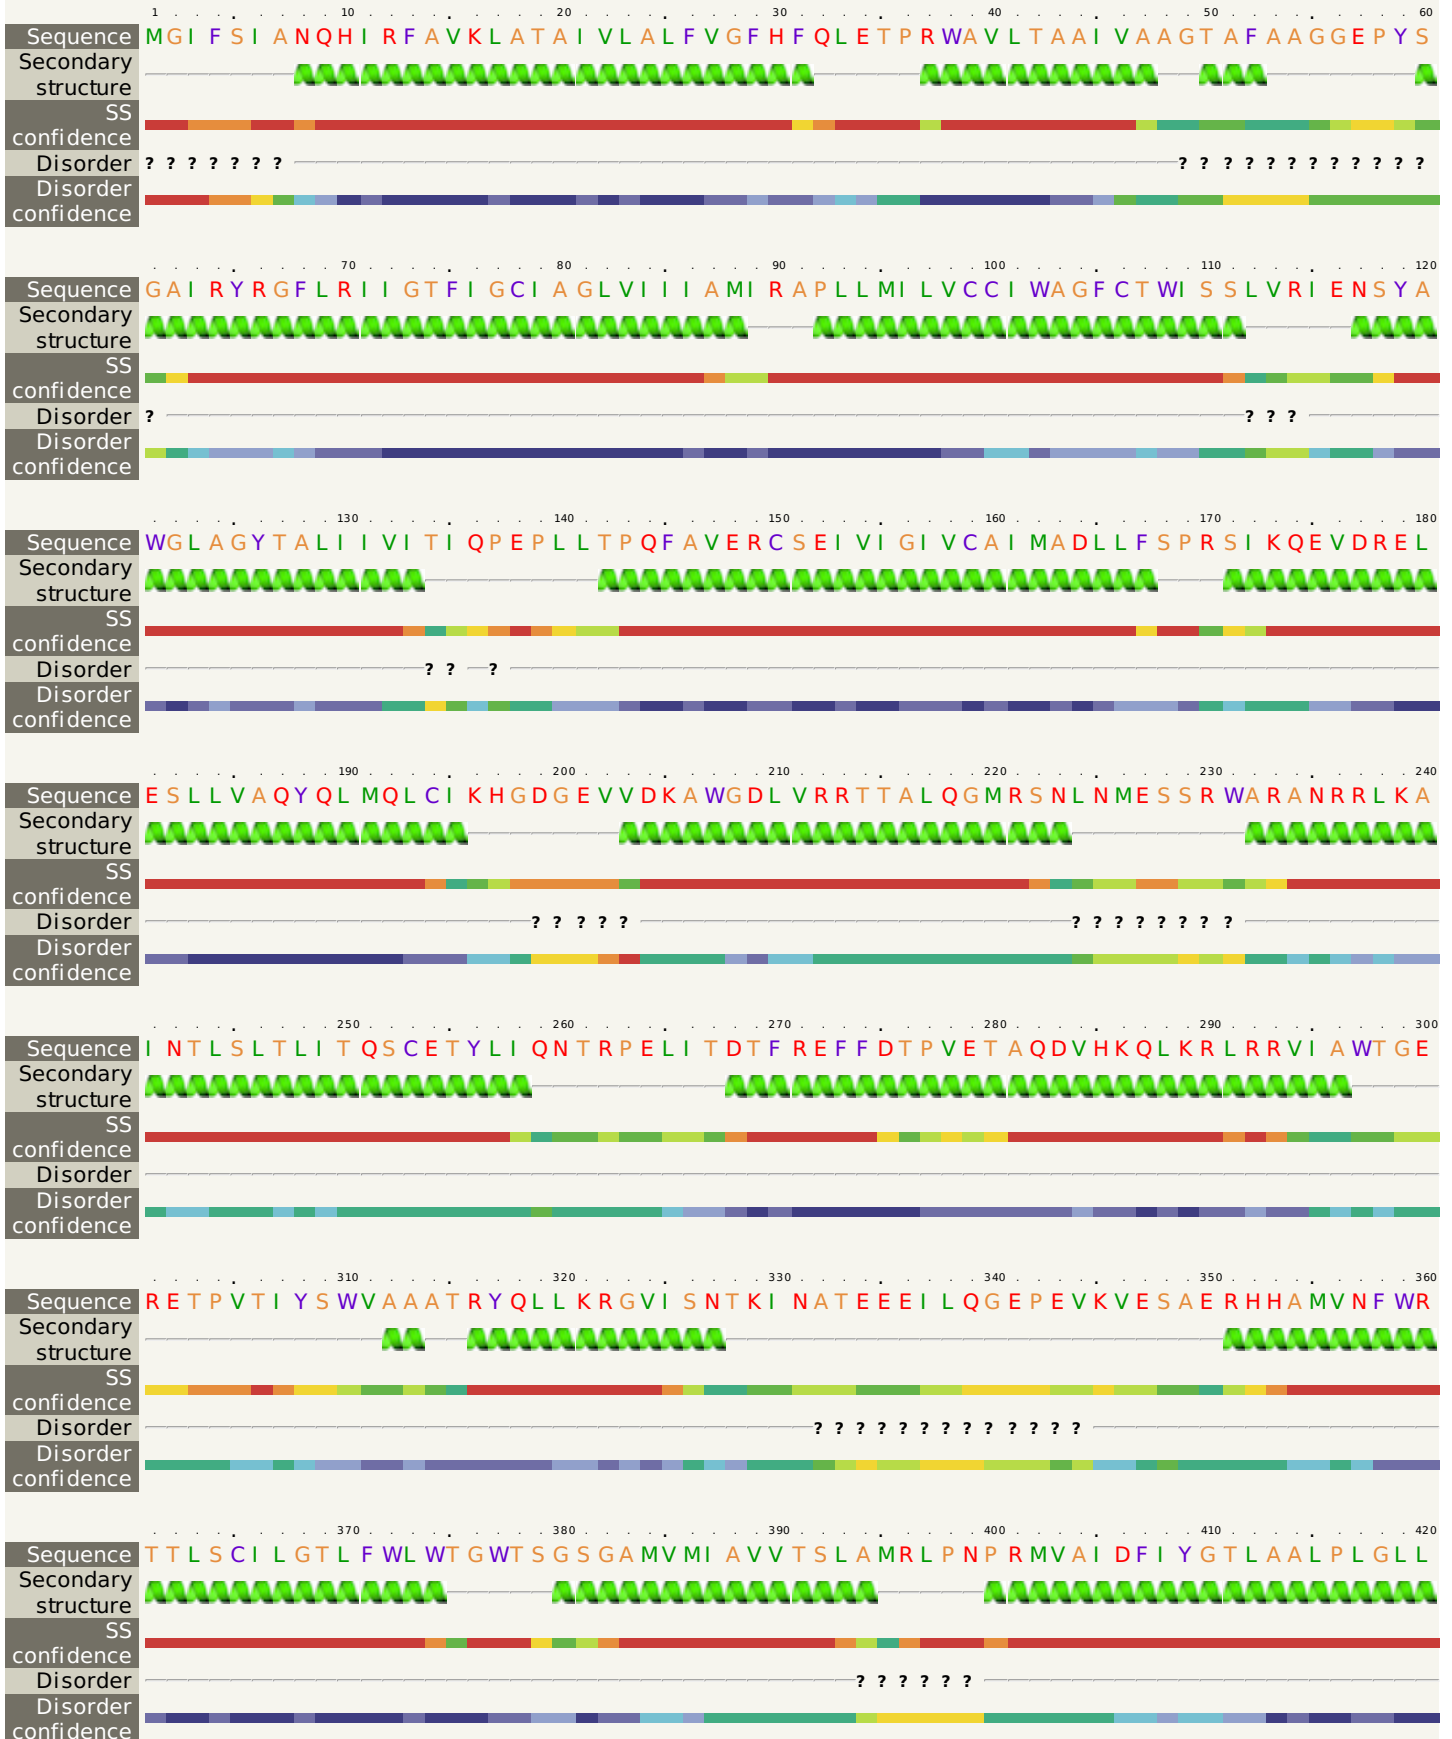 1 10 20 30 40 50 60
Sequence MGIFSIANQHIRFAVKLATAIVLALFVGFHFQLETPRWAVLTAAIVAAGTAFAAGGEPYS
Secondary
structure
SS
confidence
Disorder ? ? ? ? ? ? ? ? ? ? ? ? ? ? ? ? ? ? ?
Disorder
confidence
70 80 90 100 110 120
Sequence GAIRYRGFLRIIGTFIGCIAGLVIIIAMIRAPLLMILVCCIWAGFCTWISSLVRIENSYA
Secondary
structure
SS
confidence
Disorder ? ? ? ?
Disorder
confidence
130 140 150 160 170 180
Sequence WGLAGYTALIIVITIQPEPLLTPQFAVERCSEIVIGIVCAIMADLLFSPRSIKQEVDREL
Secondary
structure
SS
confidence
Disorder ? ? ?
Disorder
confidence
190 200 210 220 230 240
Sequence ESLLVAQYQLMQLCIKHGDGEVVDKAWGDLVRRTTALQGMRSNLNMESSRWARANRRLKA
Secondary
structure
SS
confidence
Disorder ? ? ? ? ? ? ? ? ? ? ? ? ?
Disorder
confidence
250 260 270 280 290 300
Sequence INTLSLTLITQSCETYLIQNTRPELITDTFREFFDTPVETAQDVHKQLKRLRRVIAWTGE
Secondary
structure
SS
confidence
Disorder
Disorder
confidence
310 320 330 340 350 360
Sequence RETPVTIYSWVAAATRYQLLKRGVISNTKINATEEEILQGEPEVKVESAERHHAMVNFWR
Secondary
structure
SS
confidence
Disorder ? ? ? ? ? ? ? ? ? ? ? ? ?
Disorder
confidence
370 380 390 400 410 420
Sequence TTLSCILGTLFWLWTGWTSGSGAMVMIAVVTSLAMRLPNPRMVAIDFIYGTLAALPLGLL
Secondary
structure
SS
confidence
Disorder ? ? ? ? ? ?
Disorder
confidence